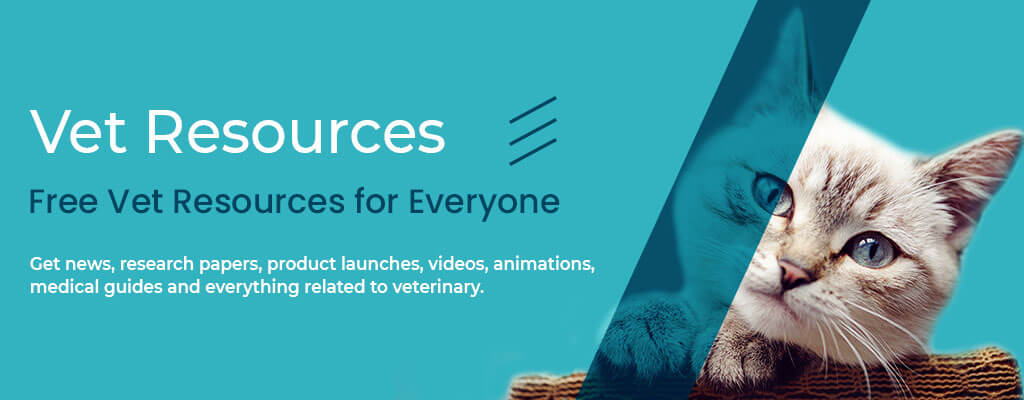 Vet Resources
Free Vet Resources for Everyone
Get news, research papers, product launches, videos, animations,
medical guides and everything related to veterinary.